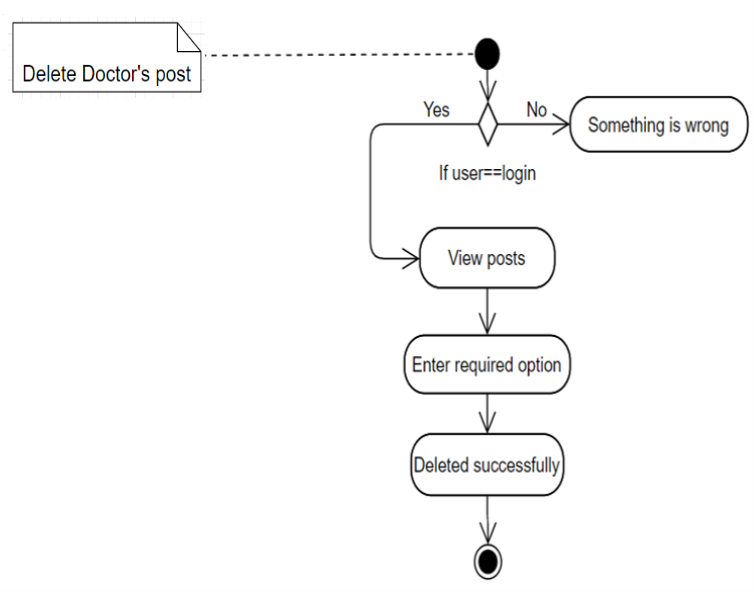 Delete Doctor's post
Yes
No
Something is wrong
If user==login
View posts
Enter required option
Deleted successfully